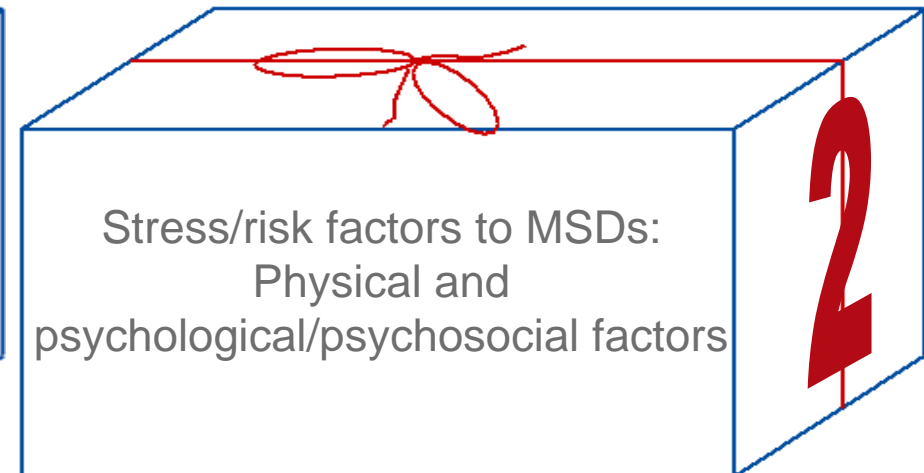 Stress/risk factors to MSDs:
Physical and
psychological/psychosocial factors
2